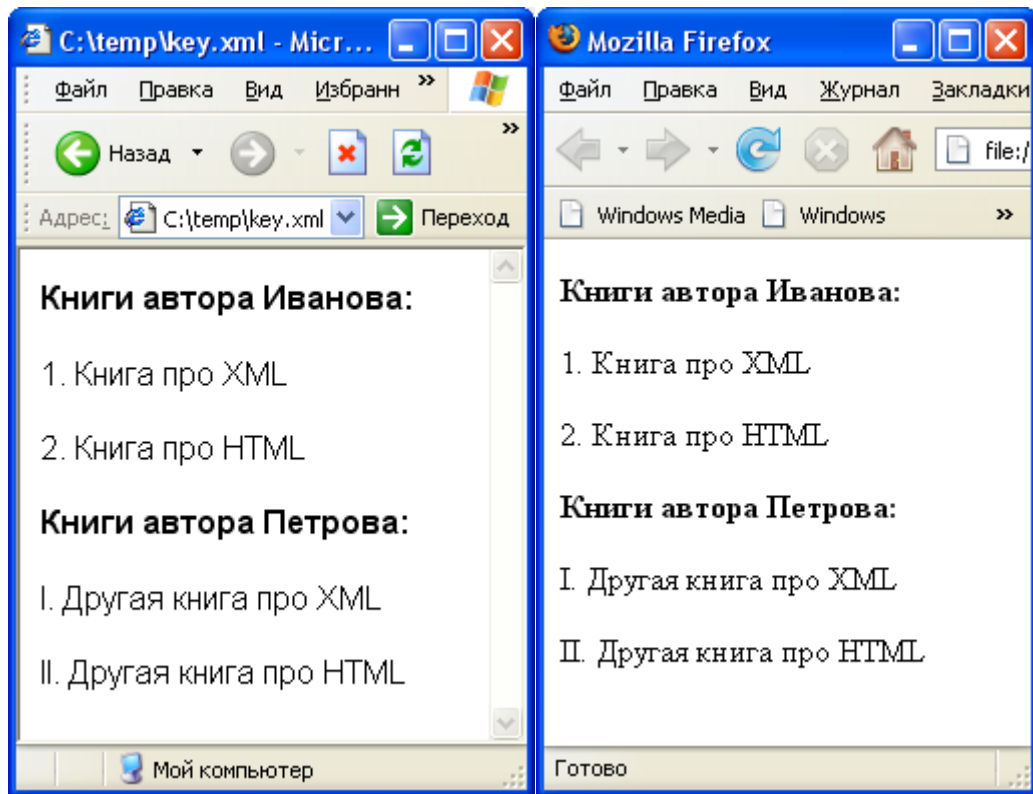 C:\temp\key.xml - Micr...
Файл Правка Вид Избранн »
Назад »
Адрес: C:\temp\key.xml Переход
Книги автора Иванова:
1. Книга про XML
2. Книга про HTML
Книги автора Петрова:
I. Другая книга про XML
II. Другая книга про HTML
Мой компьютер
Mozilla Firefox
Файл Правка Вид Журнал Закладки
file:/
Windows Media Windows »
Книги автора Иванова:
1. Книга про XML
2. Книга про HTML
Книги автора Петрова:
I. Другая книга про XML
II. Другая книга про HTML
Готово